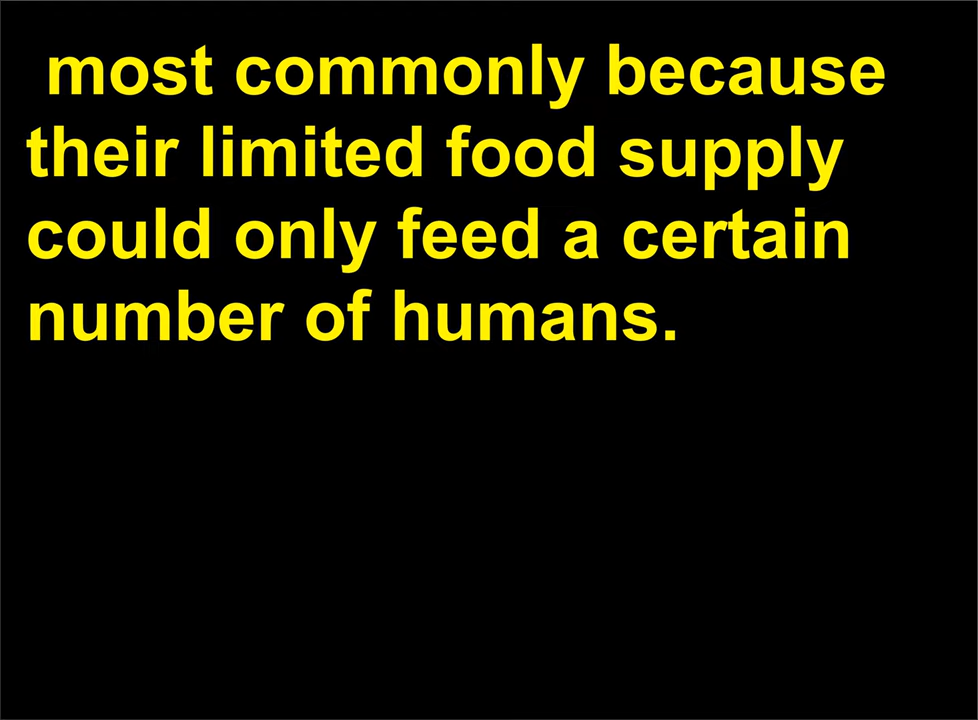 most commonly because
their limited food supply
could only feed a certain
number of humans.